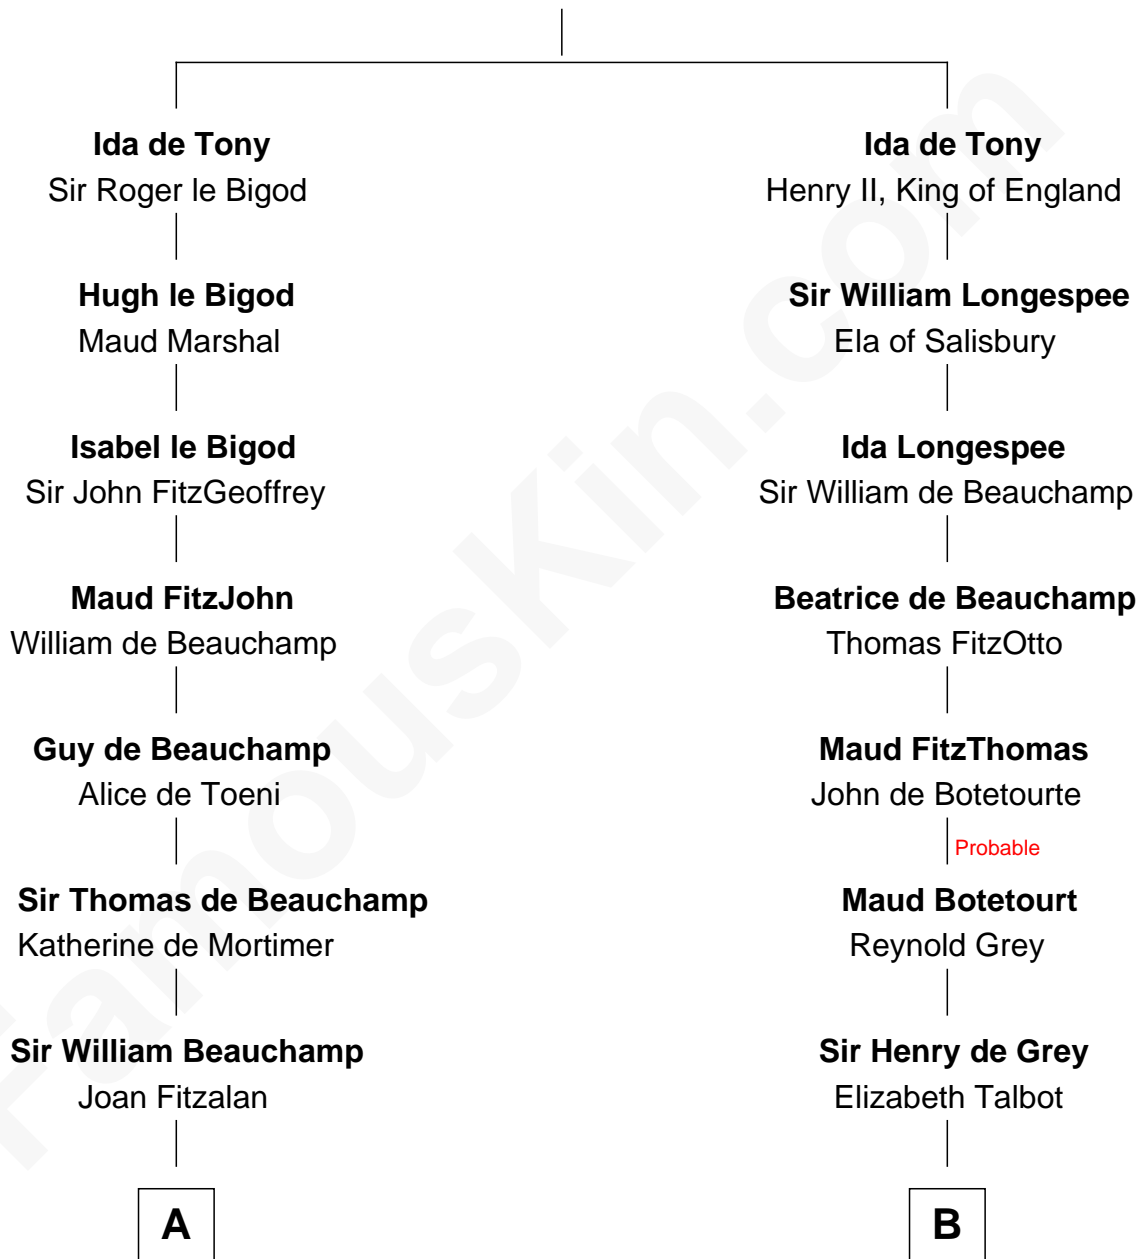 Ida de Tony
Sir Roger le Bigod
Hugh le Bigod
Maud Marshal
Isabel le Bigod
Sir John FitzGeoffrey
Maud FitzJohn
William de Beauchamp
Guy de Beauchamp
Alice de Toeni
Sir Thomas de Beauchamp
Katherine de Mortimer
Sir William Beauchamp
Joan Fitzalan
A
Ida de Tony
Henry II, King of England
Sir William Longespee
Ela of Salisbury
Ida Longespee
Sir William de Beauchamp
Beatrice de Beauchamp
Thomas FitzOtto
Maud FitzThomas
John de Botetourte
Probable
Maud Botetourt
Reynold Grey
Sir Henry de Grey
Elizabeth Talbot
B
FamousKin.com